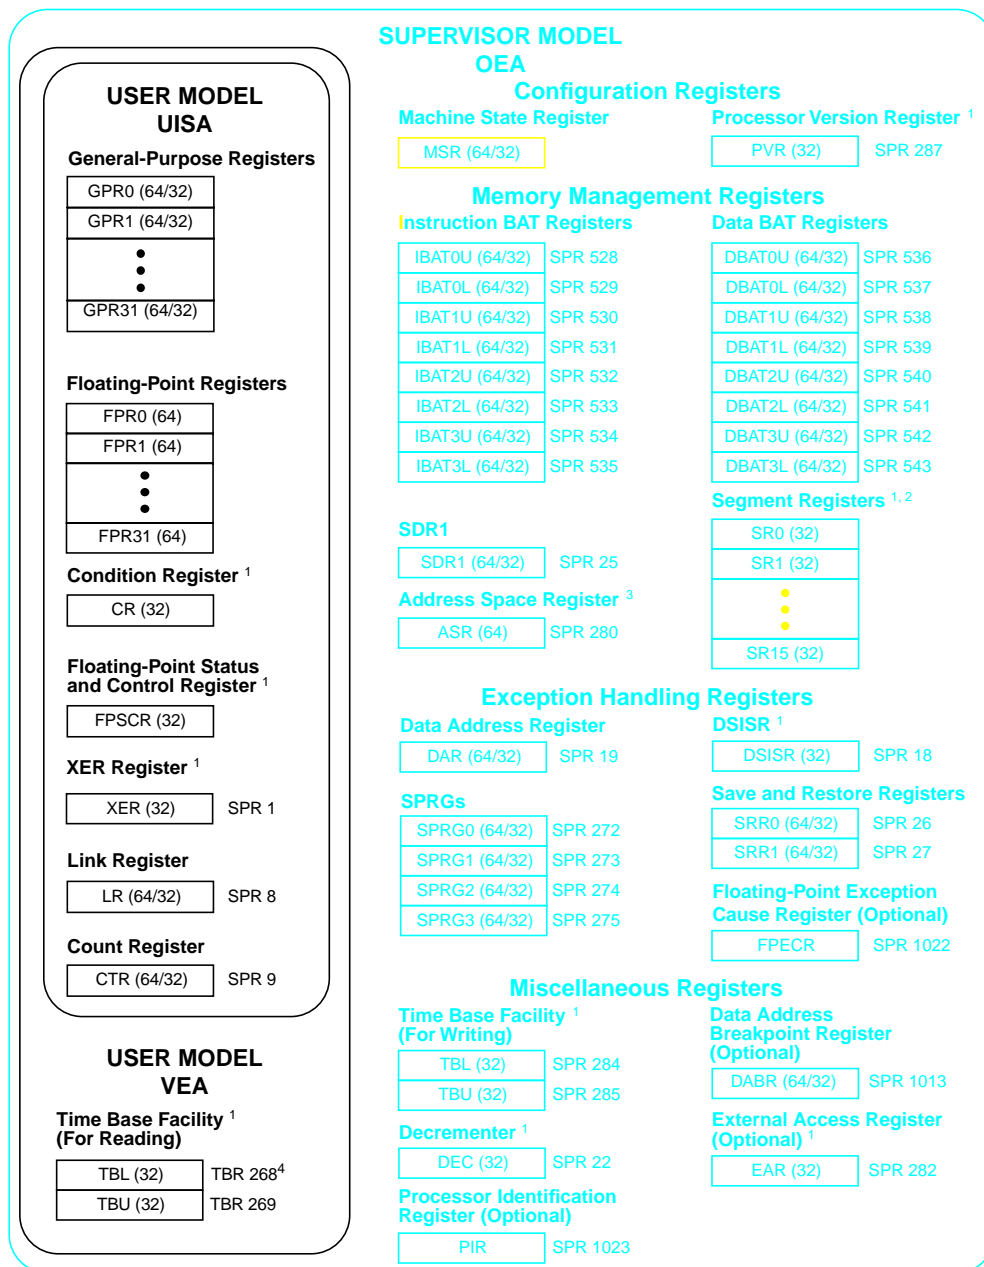 SUPERVISOR MODEL
OEA
USER MODEL
UISA
General-Purpose Registers
GPR0 (64/32)
GPR1 (64/32)
GPR31 (64/32)
Floating-Point Registers
FPR0 (64)
FPR1 (64)
FPR31 (64)
Condition Register 1
CR (32)
Floating-Point Status
and Control Register 1
FPSCR (32)
XER Register 1
XER (32) SPR 1
Link Register
LR (64/32) SPR 8
Count Register
CTR (64/32) SPR 9
USER MODEL
VEA
Time Base Facility 1
(For Reading)
TBL (32) TBR 268 4
TBU (32) TBR 269
Configuration Registers
Machine State Register
MSR (64/32)
Processor Version Register 1
PVR (32) SPR 287
Memory Management Registers
Instruction BAT Registers
IBAT0U (64/32) SPR 528
IBAT0L (64/32) SPR 529
IBAT1U (64/32) SPR 530
IBAT1L (64/32) SPR 531
IBAT2U (64/32) SPR 532
IBAT2L (64/32) SPR 533
IBAT3U (64/32) SPR 534
IBAT3L (64/32) SPR 535
Data BAT Registers
DBAT0U (64/32) SPR 536
DBAT0L (64/32) SPR 537
DBAT1U (64/32) SPR 538
DBAT1L (64/32) SPR 539
DBAT2U (64/32) SPR 540
DBAT2L (64/32) SPR 541
DBAT3U (64/32) SPR 542
DBAT3L (64/32) SPR 543
SDR1
SDR1 (64/32) SPR 25
Address Space Register 3
ASR (64) SPR 280
Segment Registers 1, 2
SR0 (32)
SR1 (32)
SR15 (32)
Exception Handling Registers
Data Address Register
DAR (64/32) SPR 19
SPRGs
SPRG0 (64/32) SPR 272
SPRG1 (64/32) SPR 273
SPRG2 (64/32) SPR 274
SPRG3 (64/32) SPR 275
DSISR 1
DSISR (32) SPR 18
Save and Restore Registers
SRR0 (64/32) SPR 26
SRR1 (64/32) SPR 27
Floating-Point Exception
Cause Register (Optional)
FPECR SPR 1022
Miscellaneous Registers
Time Base Facility 1
(For Writing)
TBL (32) SPR 284
TBU (32) SPR 285
Decrementer 1
DEC (32) SPR 22
Processor Identification
Register (Optional)
PIR SPR 1023
Data Address
Breakpoint Register
(Optional)
DABR (64/32) SPR 1013
External Access Register
(Optional) 1
EAR (32) SPR 282